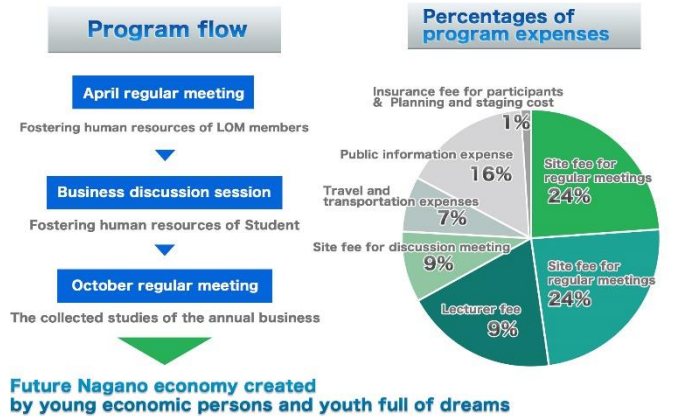 Program flow
April regular meeting
Fostering human resources of LOM members
Business discussion session
Fostering human resources of Student
October regular meeting
The collected studies of the annual business
Future Nagano economy created
by young economic persons and youth full of dreams
Percentages of
program expenses
Insurance fee for participants
& Planning and staging cost
1%
Public information expense
16%
Travel and
transportation expenses
7%
Site fee for discussion meeting
9%
Lecturer fee
9%
Site fee for
regular meetings
24%
Site fee for
regular meetings
24%